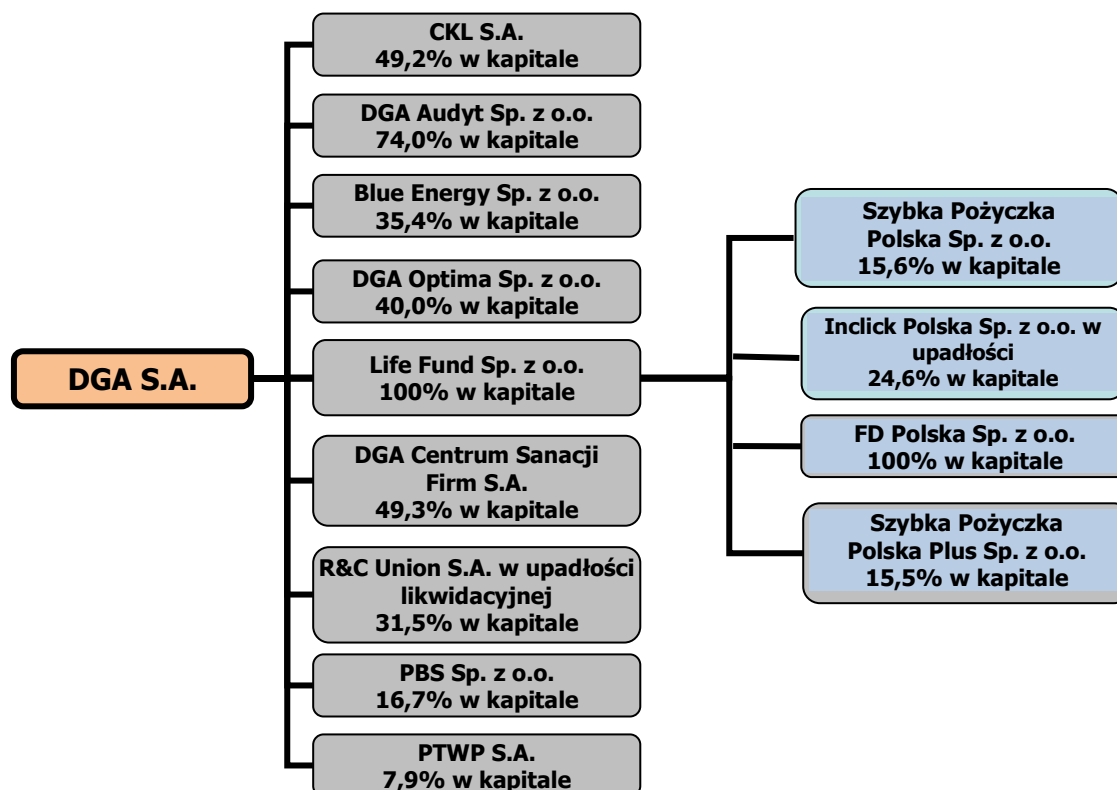 CKL S.A.
49,2% w kapitale
DGA Audyt Sp. z o.o.
74,0% w kapitale
Blue Energy Sp. z o.o.
35,4% w kapitale
DGA Optima Sp. z o.o.
40,0% w kapitale
DGA S.A.
Life Fund Sp. z o.o.
100% w kapitale
DGA Centrum Sanacji
Firm S.A.
49,3% w kapitale
R&C Union S.A. w upadłości
likwidacyjnej
31,5% w kapitale
PBS Sp. z o.o.
16,7% w kapitale
PTWP S.A.
7,9% w kapitale
Szybka Pożyczka
Polska Sp. z o.o.
15,6% w kapitale
Inclick Polska Sp. z o.o. w
upadłości
24,6% w kapitale
FD Polska Sp. z o.o.
100% w kapitale
Szybka Pożyczka
Polska Plus Sp. z o.o.
15,5% w kapitale